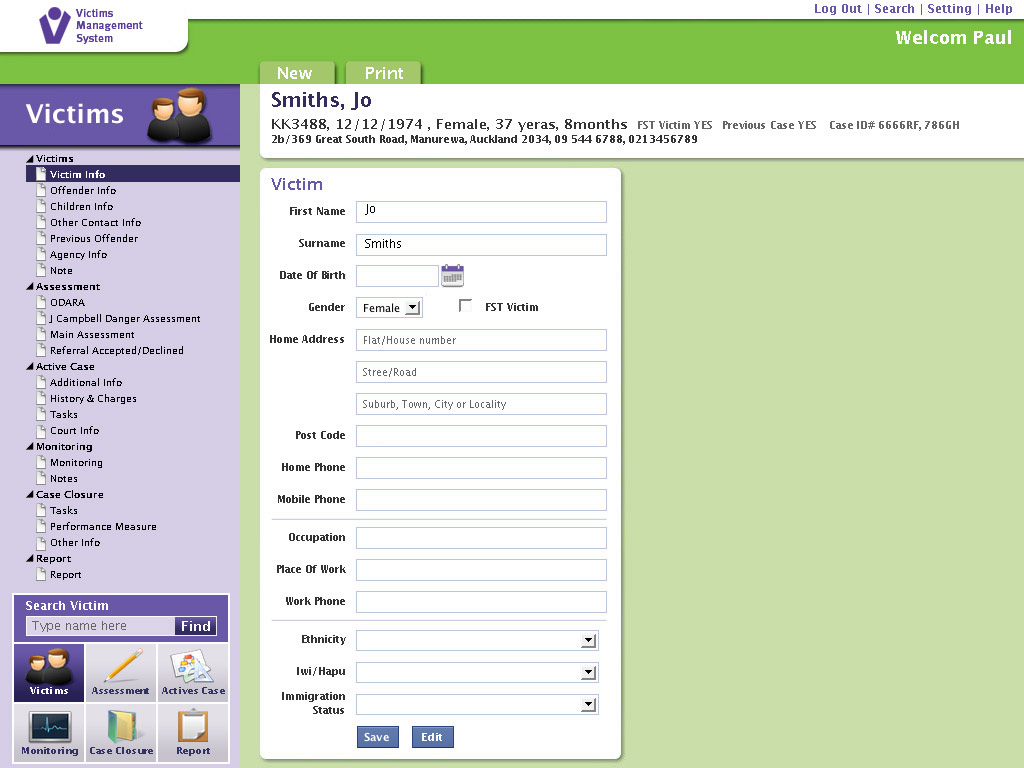 Victims
Management
System
Log Out | Search | Setting | Help
Welcom Paul
New
Print
Victims
Smiths, Jo
KK3488, 12/12/1974 , Female, 37 yeras, 8months FST Victim YES Previous Case YES Case ID# 6666RF, 786GH
2b/369 Great South Road, Manurewa, Auckland 2034, 09 544 6788, 0213456789
Victims
Victim Info
Offender Info
Children Info
Other Contact Info
Previous Offender
Agency Info
Note
Assessment
ODARA
J Campbell Danger Assessment
Main Assessment
Referral Accepted/Declined
Active Case
Additional Info
History & Charges
Tasks
Court Info
Monitoring
Monitoring
Notes
Case Closure
Tasks
Performance Measure
Other Info
Report
Report
Search Victim
Type name here
Find
Victims
Assessment
Actives Case
Monitoring
Case Closure
Report
Victim
First Name Jo
Surname Smiths
Date Of Birth
Gender Female FST Victim
Home Address Flat/House number
Stree/Road
Suburb, Town, City or Locality
Post Code
Home Phone
Mobile Phone
Occupation
Place Of Work
Work Phone
Ethnicity
Iwi/Hapu
Immigration
Status
Save
Edit